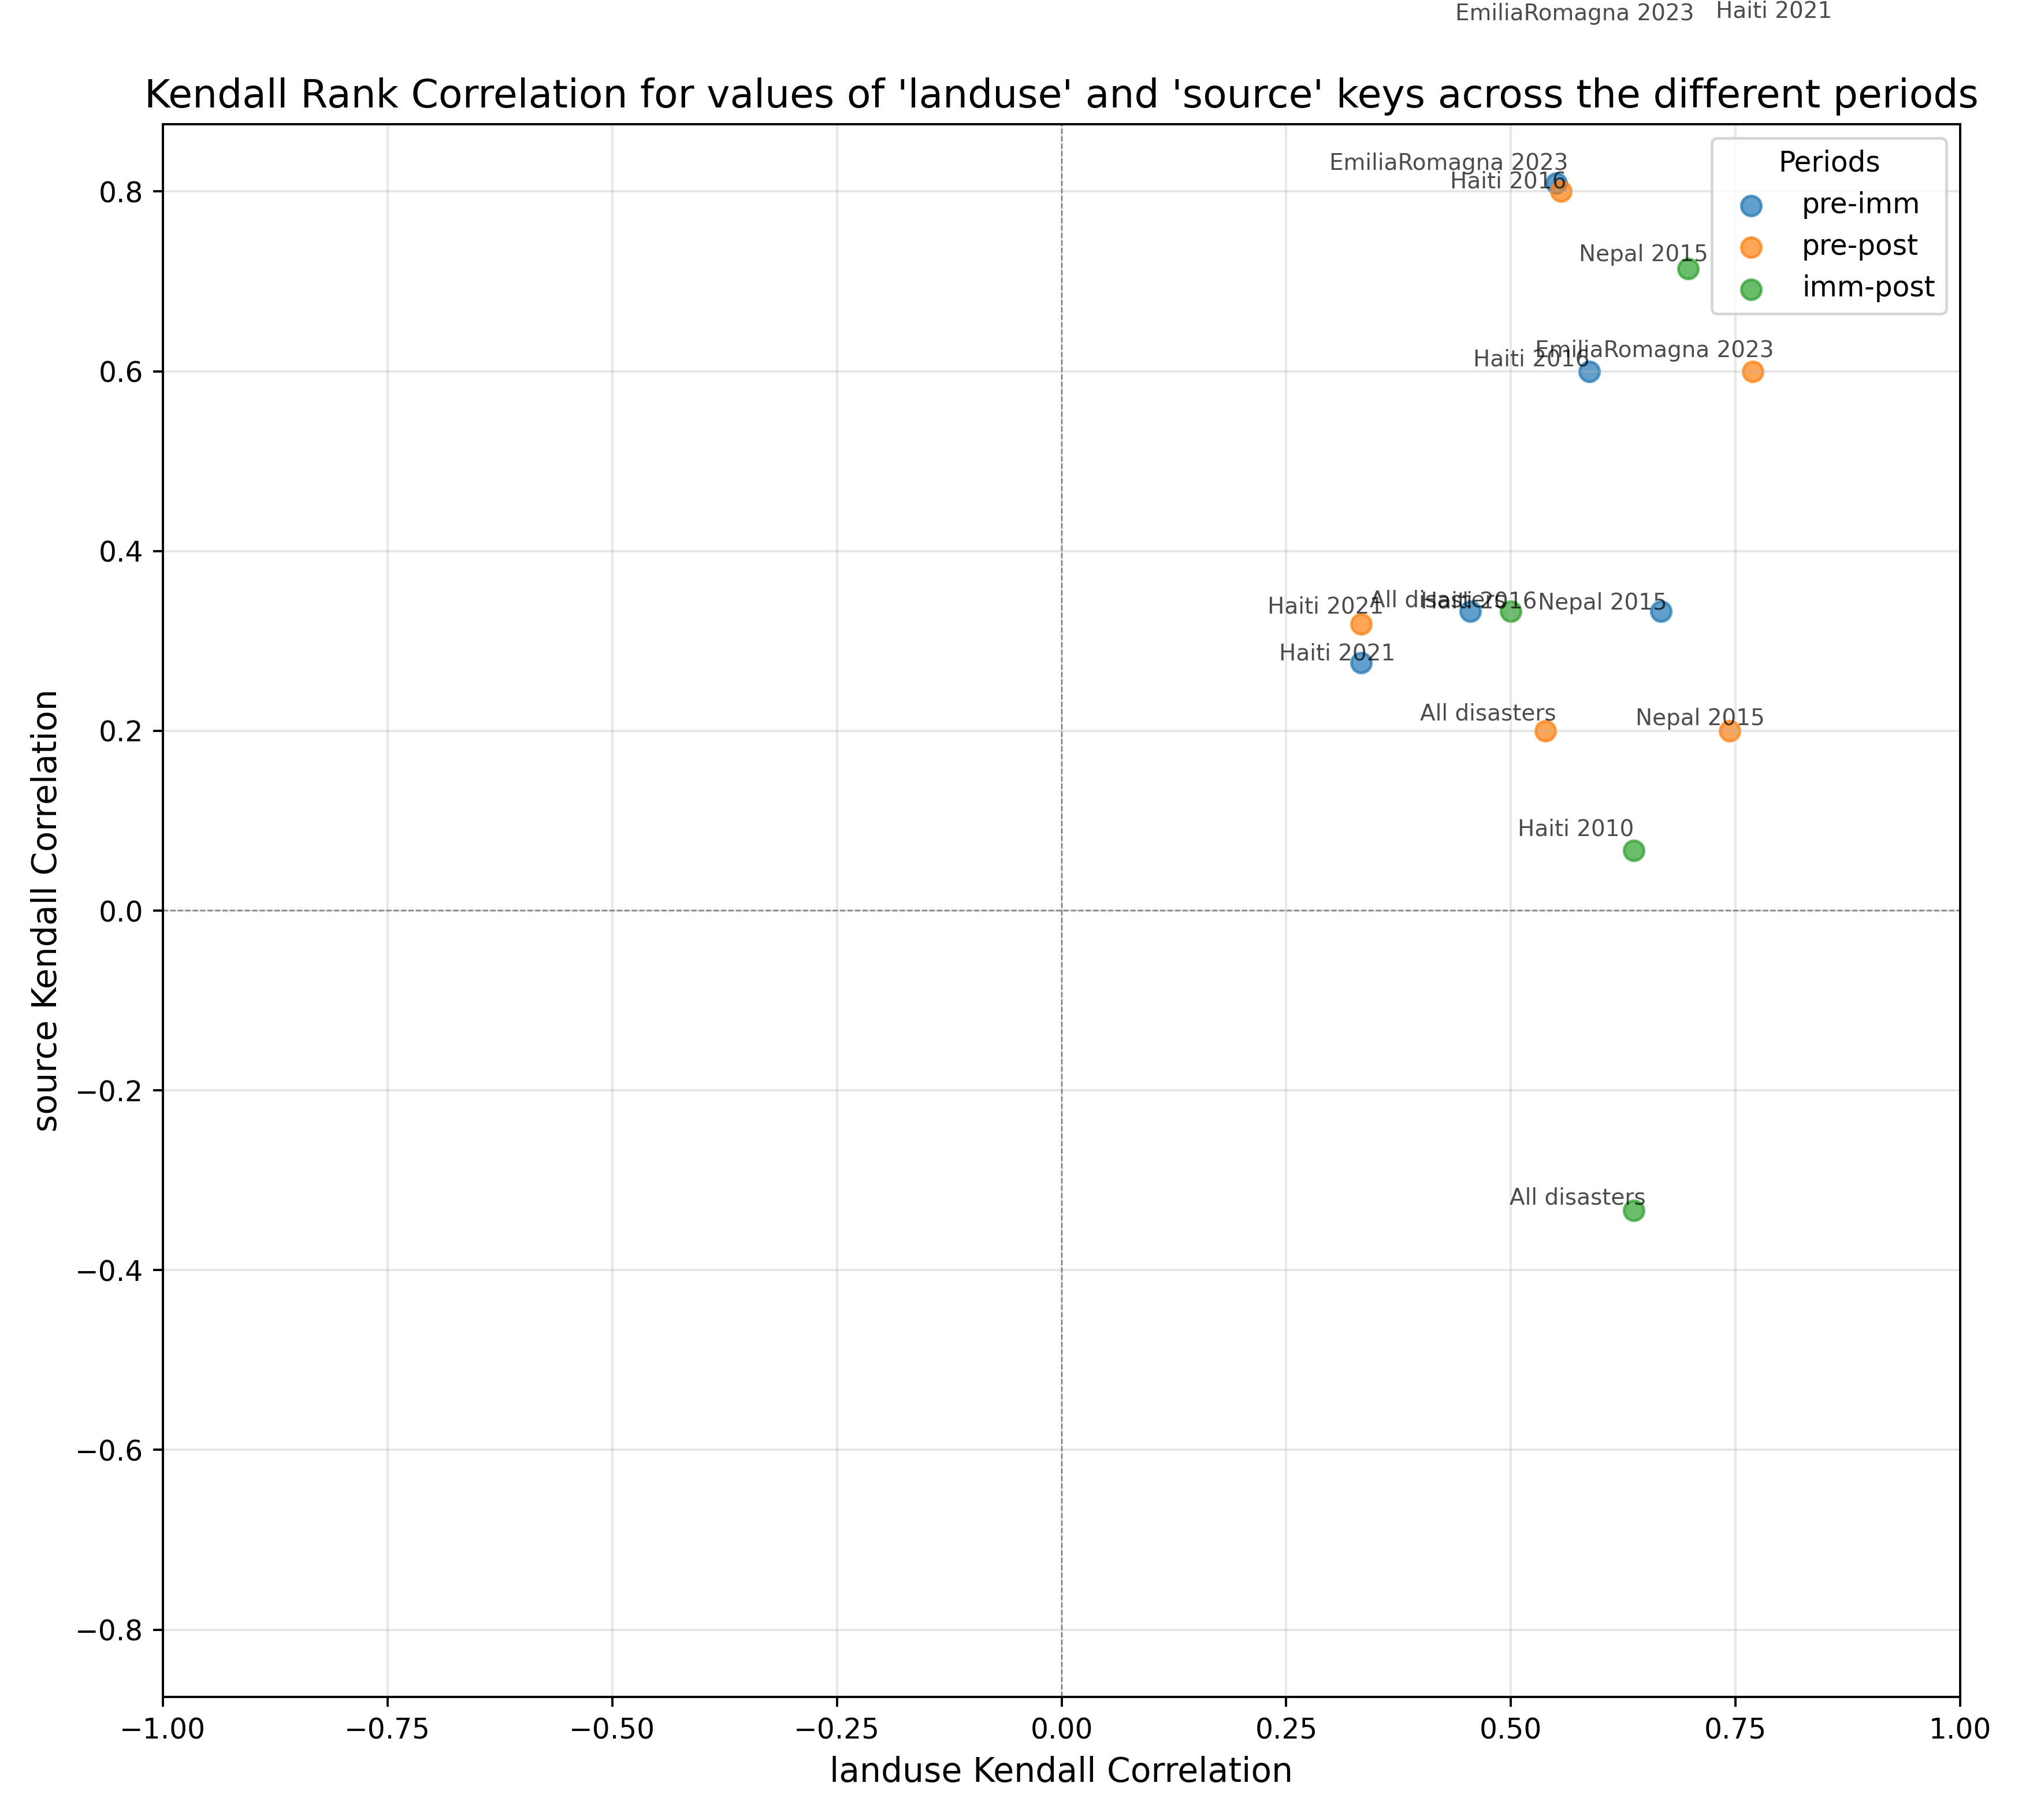 EmiliaRomagna 2023
Haiti 2021
Kendall Rank Correlation for values of 'landuse' and 'source' keys across the different periods
EmiliaRomagna 2023
Haiti 2016
Nepal 2015
Periods
pre-imm
pre-post
imm-post
Haiti 2016
EmiliaRomagna 2023
Haiti 2021
All disasters
Haiti 2016
Nepal 2015
Haiti 2021
All disasters
Nepal 2015
Haiti 2010
All disasters
0.8
0.6
0.4
0.2
0.0
−0.2
−0.4
−0.6
−0.8
source Kendall Correlation
−1.00
−0.75
−0.50
−0.25
0.00
0.25
0.50
0.75
1.00
landuse Kendall Correlation